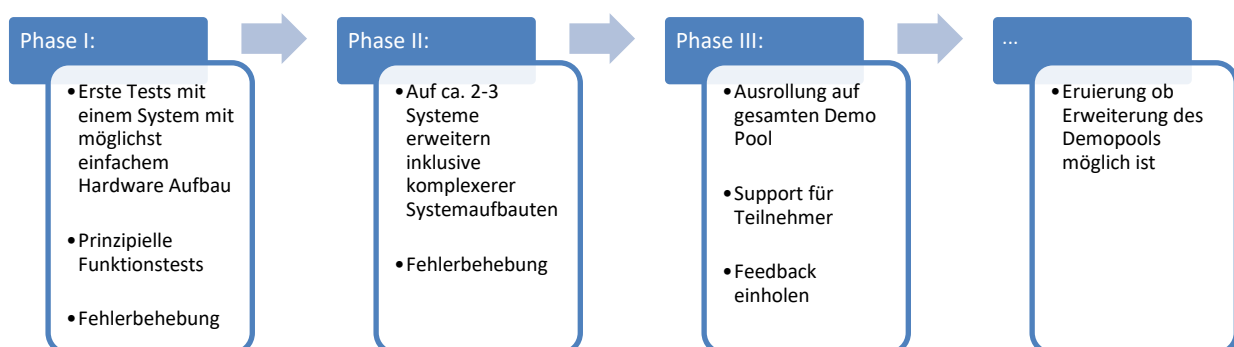 Phase I:
•Erste Tests mit
einem System mit
möglichst
einfachem
Hardware Aufbau
•Prinzipielle
Funktionstests
•Fehlerbehebung
Phase II:
•Auf ca. 2-3
Systeme
erweitern
inklusive
komplexerer
Systemaufbauten
•Fehlerbehebung
Phase III:
•Ausrollung auf
gesamten Demo
Pool
•Support für
Teilnehmer
•Feedback
einholen
...
•Eruierung ob
Erweiterung des
Demopools
möglich ist